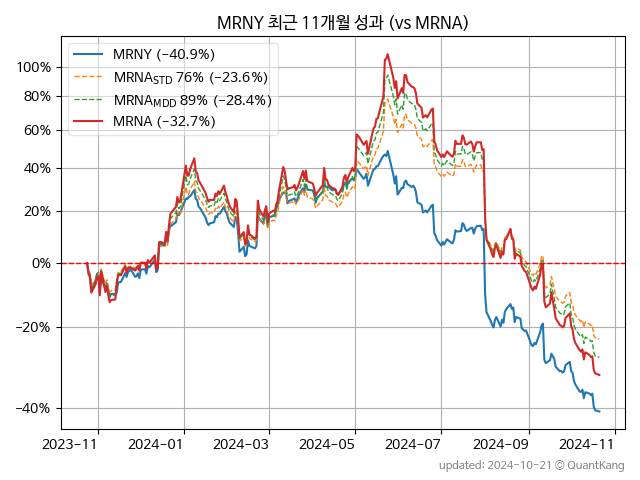 MRNY 최근 11개월 성과 (vs MRNA)
MRNY (−40.9%)
MRNA_STD 76% (−23.6%)
MRNA_MDD 89% (−28.4%)
MRNA (−32.7%)
100%
80%
60%
40%
20%
0%
−20%
−40%
2023−11 2024−01 2024−03 2024−05 2024−07 2024−09 2024−11
updated: 2024-10-21 © QuantKang